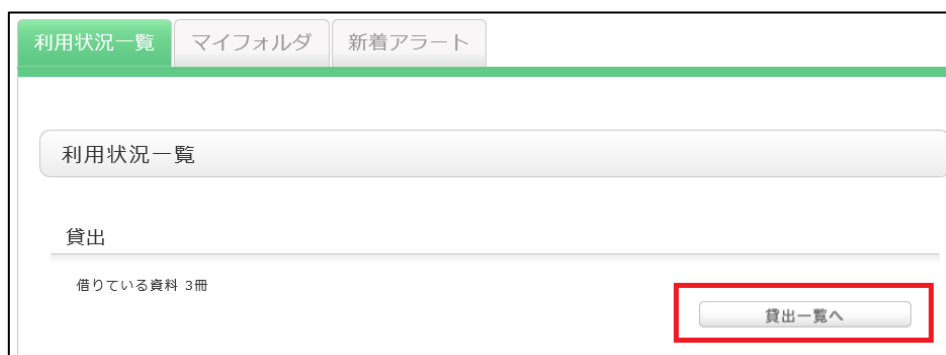 利用状況一覧 マイフォルダ 新着アラート
利用状況一覧
貸出
借りている資料 3冊
貸出一覧へ